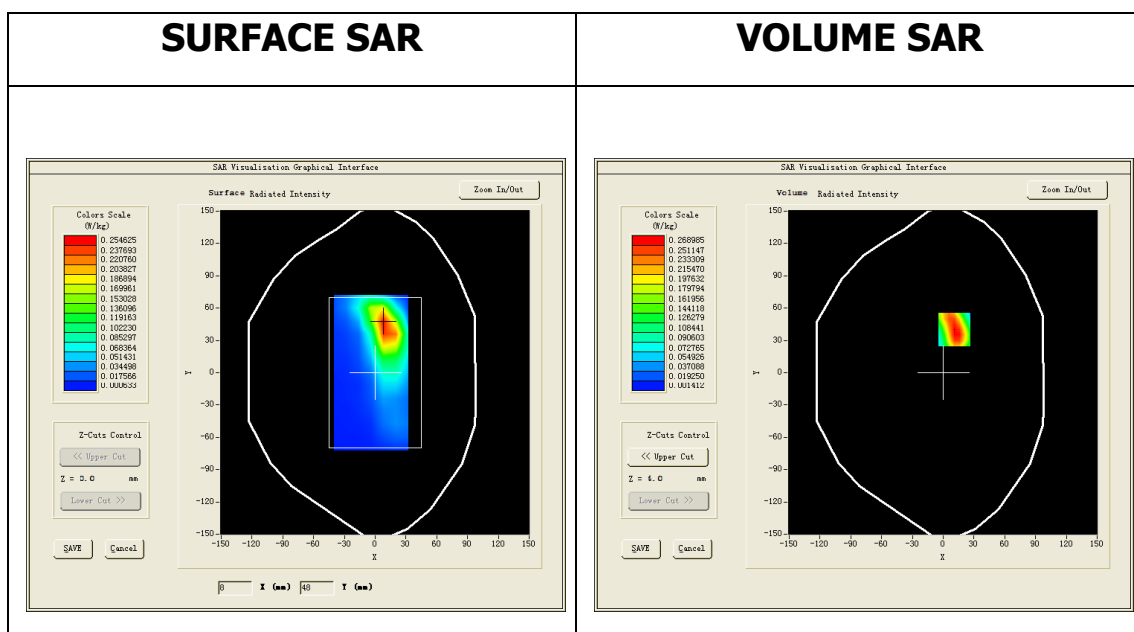 SURFACE SAR
VOLUME SAR
SAR Visualisation Graphical Interface
Surface Radiated Intensity
Zoom In/Out
Colors Scale
(W/kg)
0.254625
0.237693
0.220760
0.203827
0.186894
0.169961
0.153028
0.136096
0.119163
0.102230
0.085297
0.068364
0.051431
0.034498
0.017566
0.000633
Z-Cuts Control
<< Upper Cut
Z = 0.0 mm
Lower Cut >>
SAVE Cancel
150
120
90
60
30
0
-30
-60
-90
-120
-150
Y
-150 -120 -90 -60 -30 0 30 60 90 120 150
X
8 X (mm) 48 Y (mm)
SAR Visualisation Graphical Interface
Volume Radiated Intensity
Zoom In/Out
Colors Scale
(W/kg)
0.268985
0.251147
0.233309
0.215470
0.197632
0.179794
0.161956
0.144118
0.126279
0.108441
0.090603
0.072765
0.054926
0.037088
0.019250
0.001412
Z-Cuts Control
<< Upper Cut
Z = 4.0 mm
Lower Cut >>
SAVE Cancel
150
120
90
60
30
0
-30
-60
-90
-120
-150
Y
-150 -120 -90 -60 -30 0 30 60 90 120 150
X